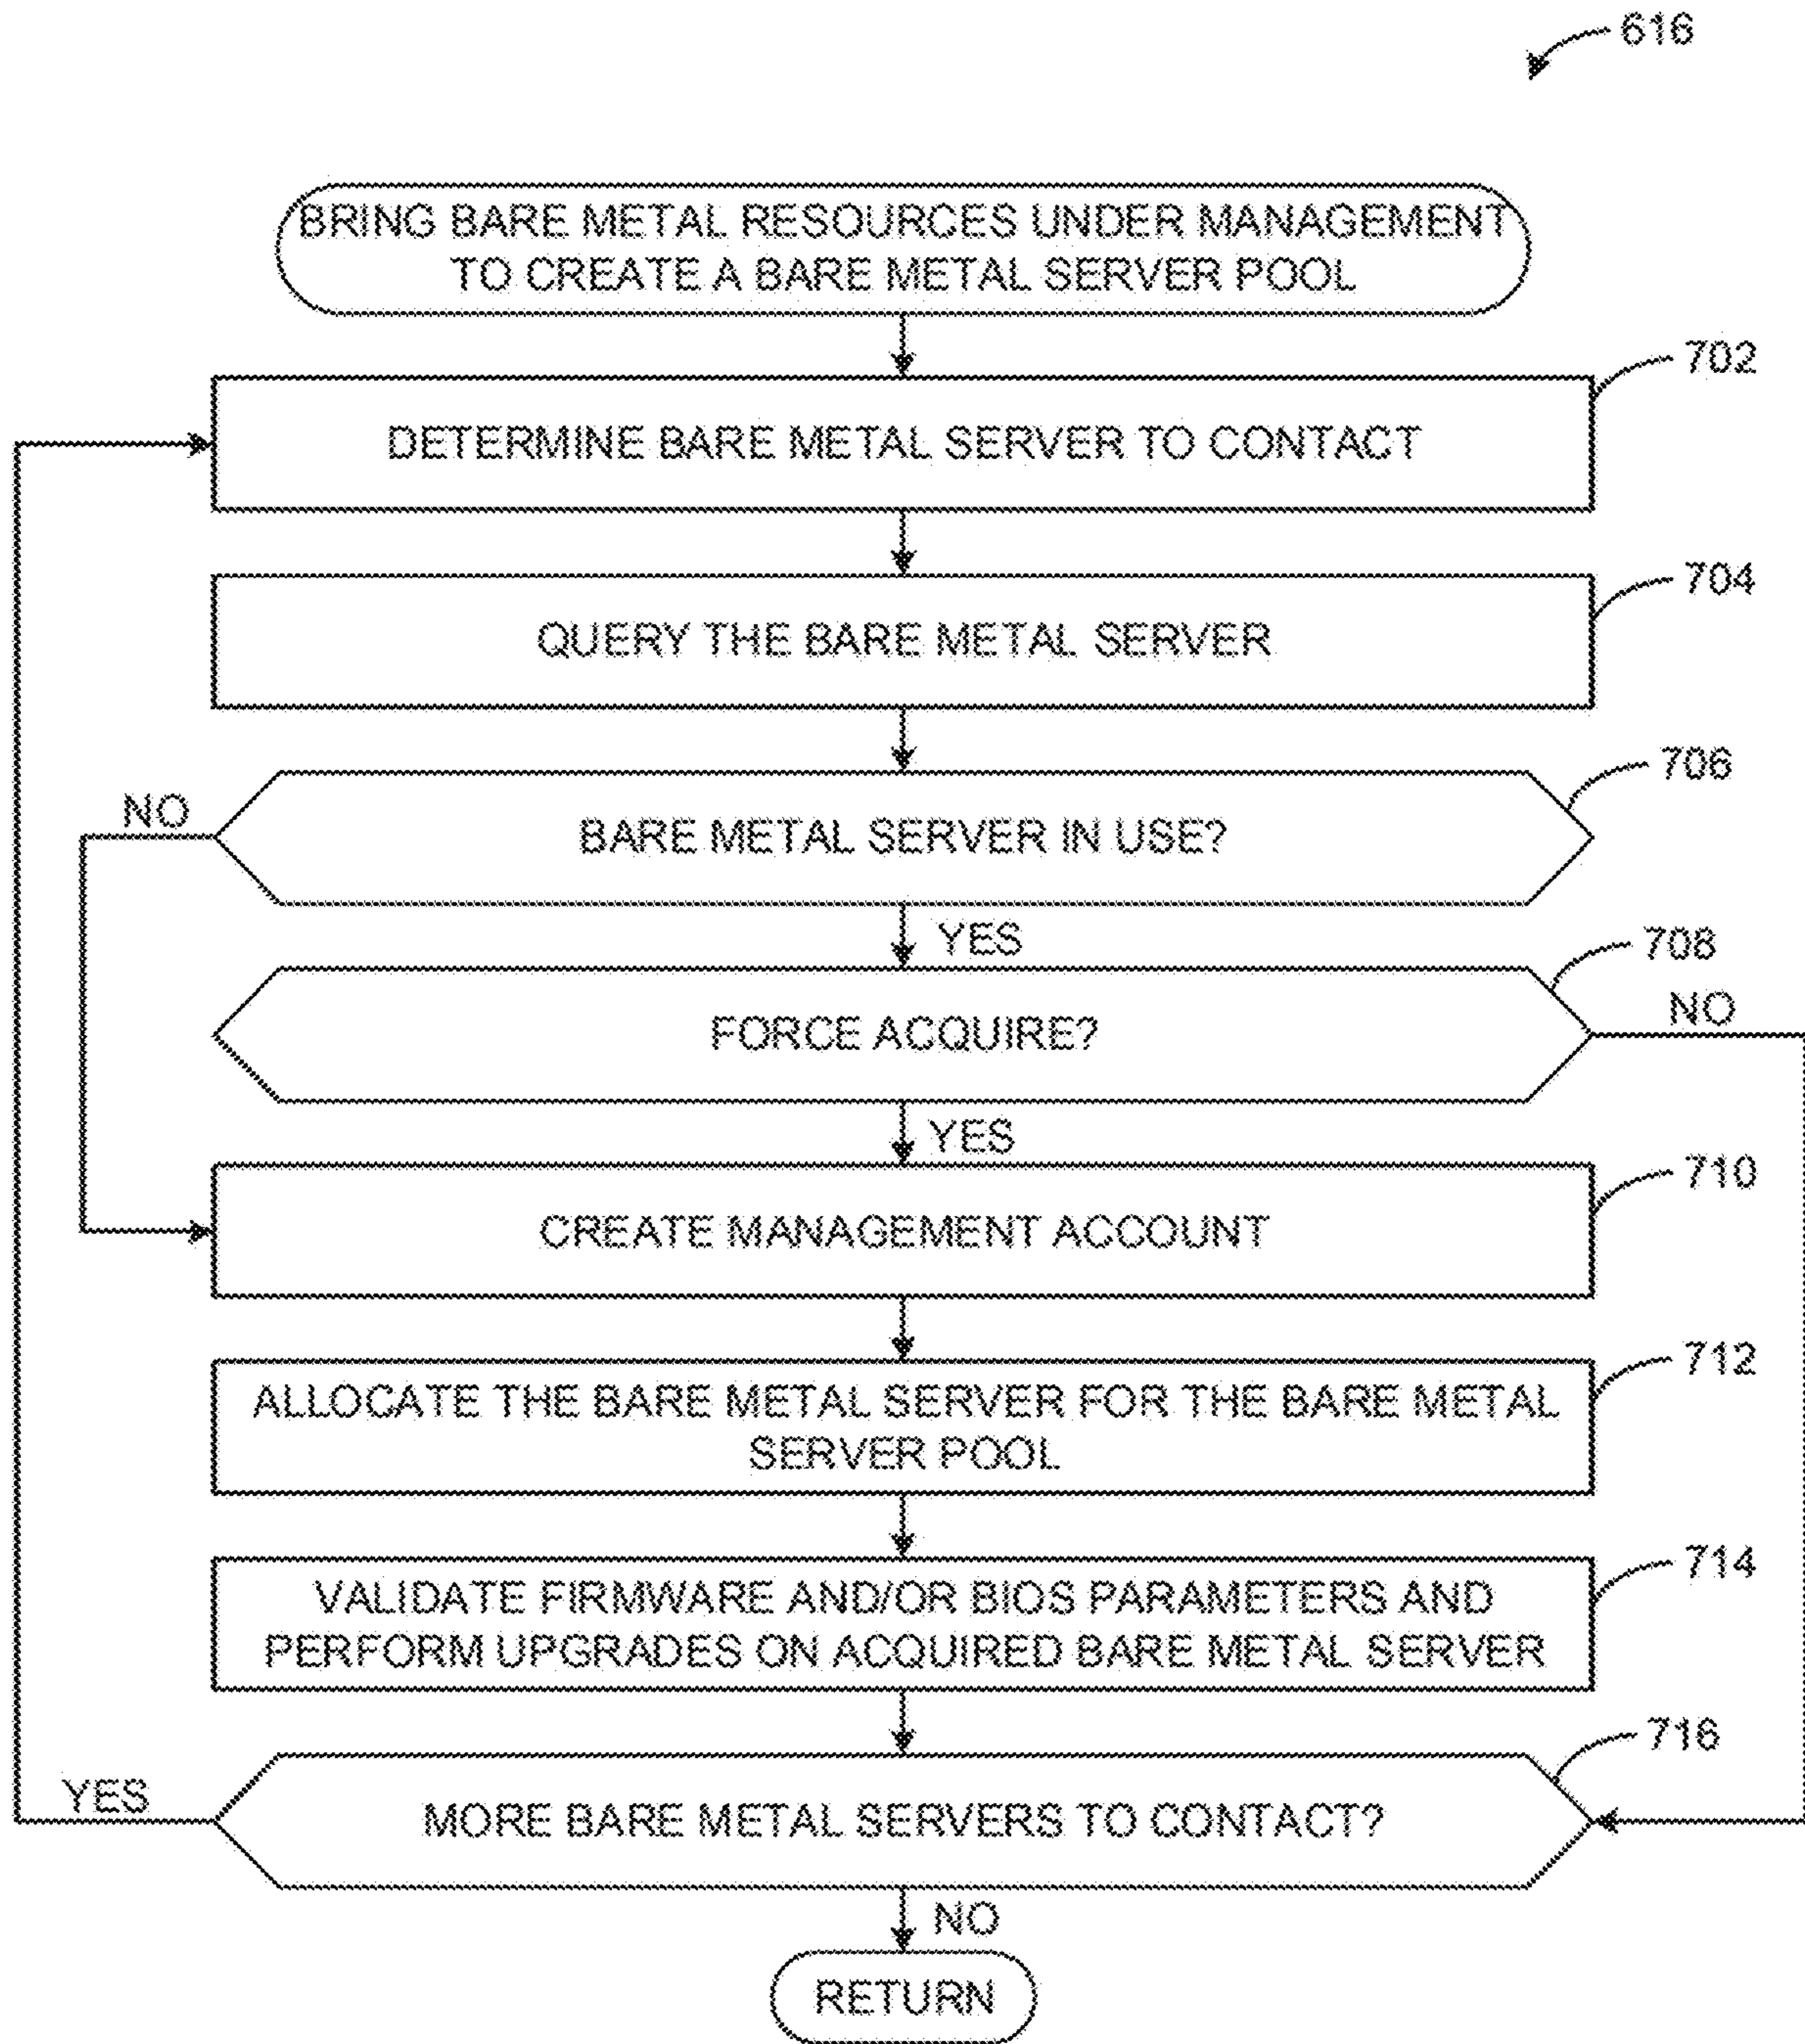 616
BRING BARE METAL RESOURCES UNDER MANAGEMENT
TO CREATE A BARE METAL SERVER POOL
702
DETERMINE BARE METAL SERVER TO CONTACT
704
QUERY THE BARE METAL SERVER
706
NO
BARE METAL SERVER IN USE?
YES
708
NO
FORCE ACQUIRE?
YES
710
CREATE MANAGEMENT ACCOUNT
712
ALLOCATE THE BARE METAL SERVER FOR THE BARE METAL
SERVER POOL
714
VALIDATE FIRMWARE AND/OR BIOS PARAMETERS AND
PERFORM UPGRADES ON ACQUIRED BARE METAL SERVER
716
YES
MORE BARE METAL SERVERS TO CONTACT?
NO
RETURN